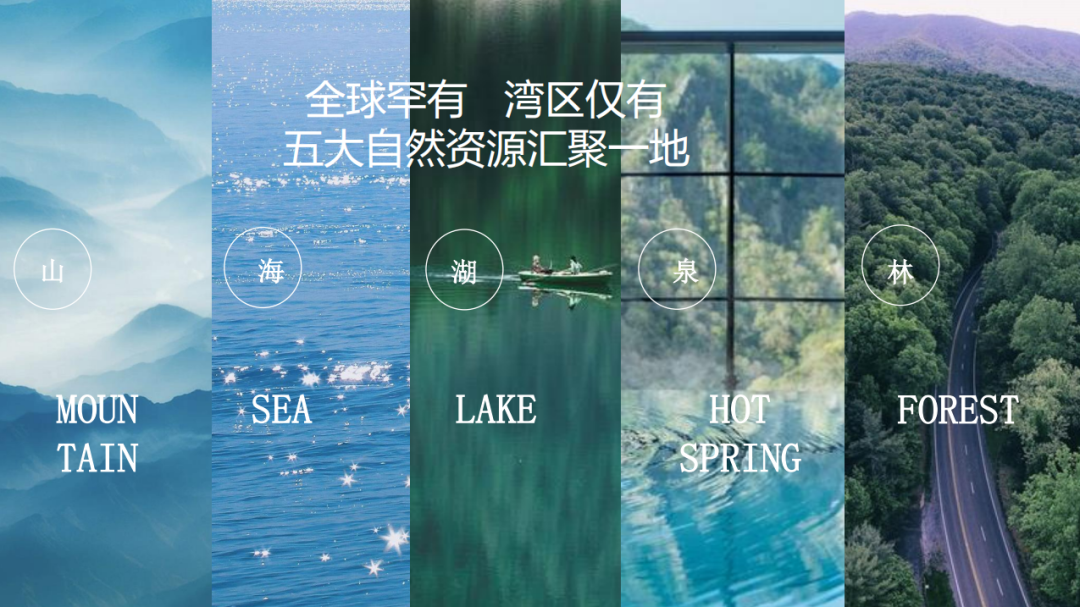 全球罕有 湾区仅有
五大自然资源汇聚一地
山
海
湖
泉
林
MOUN
TAIN
SEA
LAKE
HOT
SPRING
FOREST